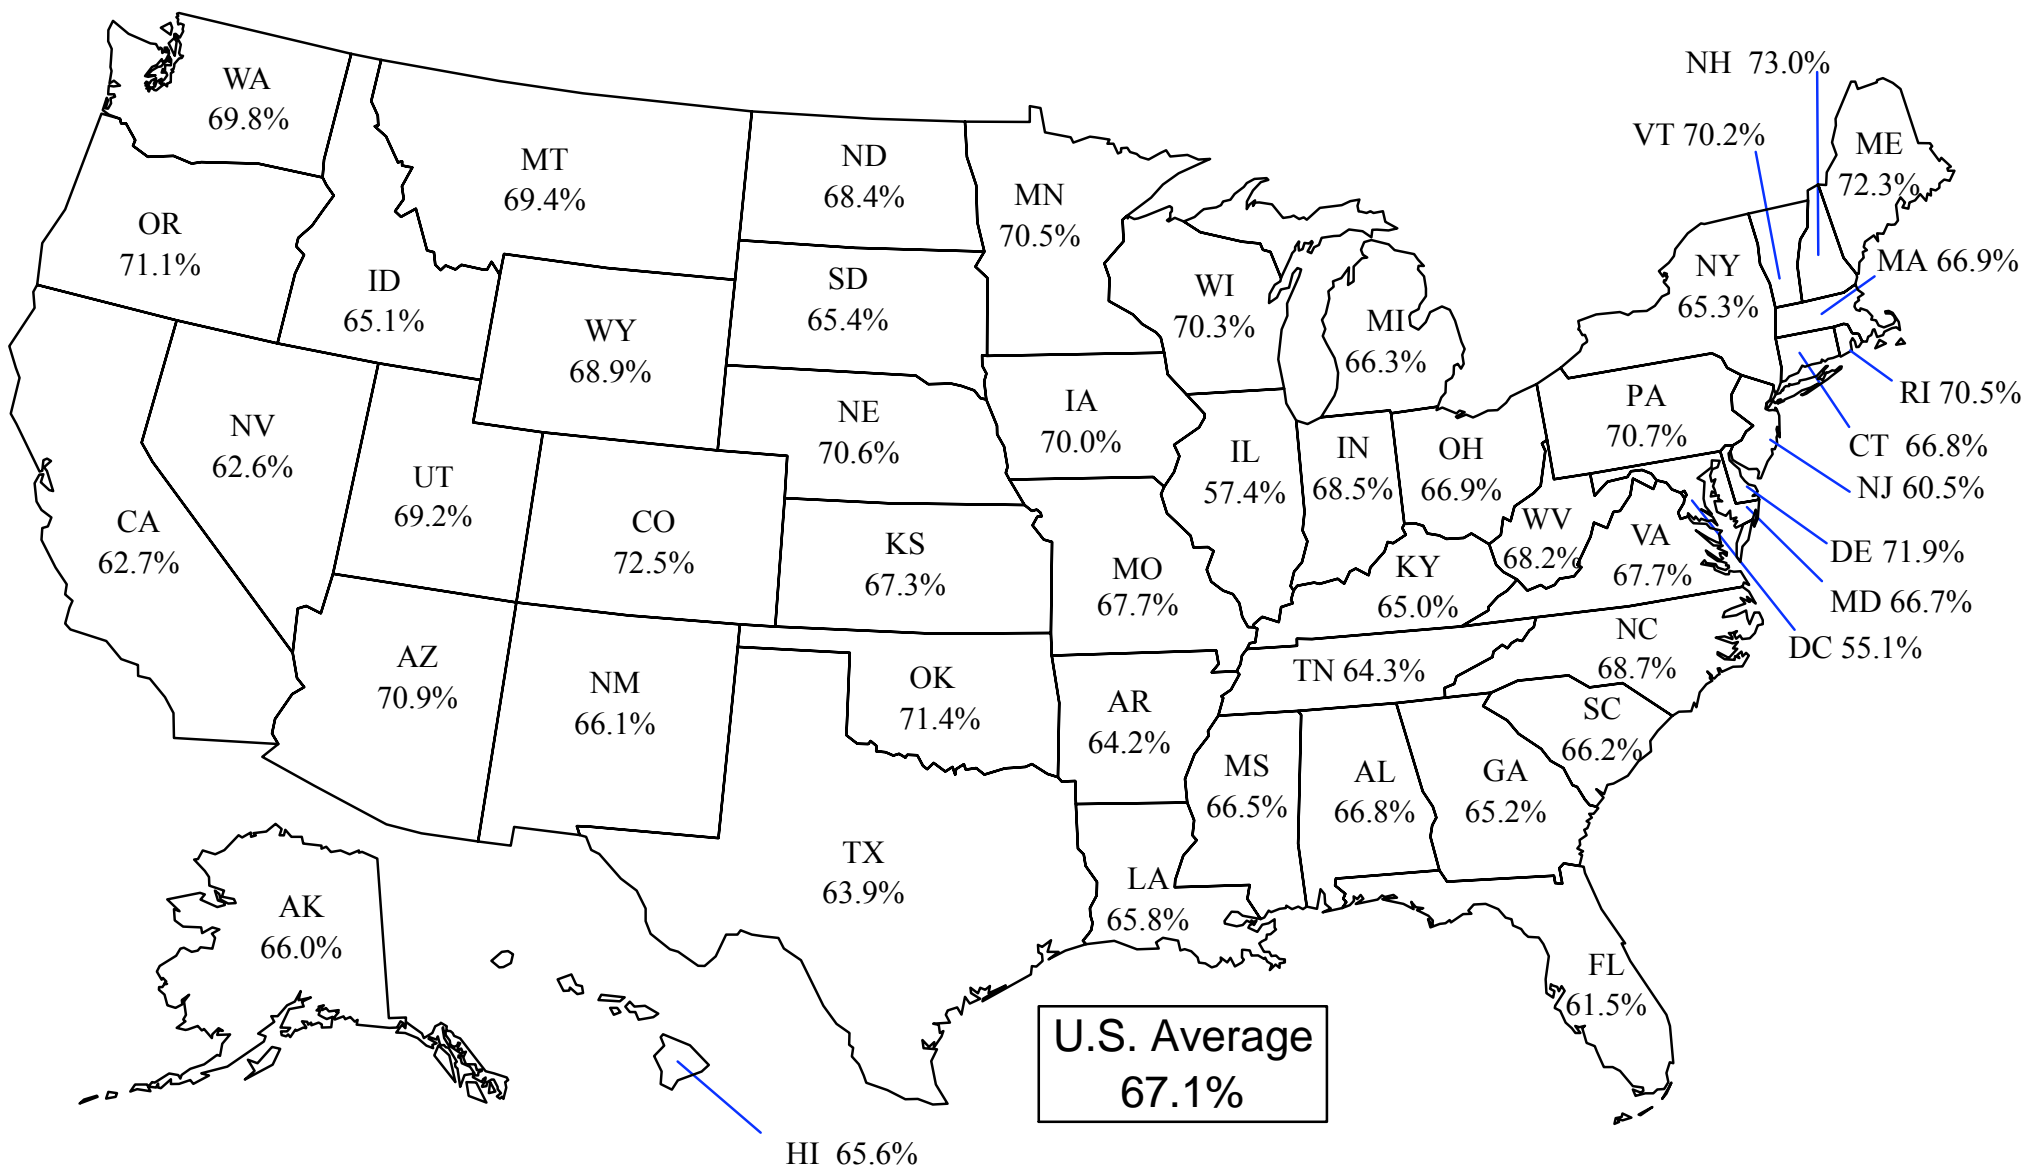 WA
69.8%
OR
71.1%
CA
62.7%
NV
62.6%
ID
65.1%
MT
69.4%
WY
68.9%
UT
69.2%
CO
72.5%
AZ
70.9%
NM
66.1%
ND
68.4%
SD
65.4%
NE
70.6%
KS
67.3%
OK
71.4%
TX
63.9%
MN
70.5%
IA
70.0%
MO
67.7%
AR
64.2%
LA
65.8%
WI
70.3%
IL
57.4%
MI
66.3%
IN
68.5%
OH
66.9%
KY
65.0%
TN 64.3%
MS
66.5%
AL
66.8%
GA
65.2%
FL
61.5%
SC
66.2%
NC
68.7%
VA
67.7%
WV
68.2%
PA
70.7%
NY
65.3%
VT 70.2%
NH 73.0%
ME
72.3%
MA 66.9%
RI 70.5%
CT 66.8%
NJ 60.5%
DE 71.9%
MD 66.7%
DC 55.1%
AK
66.0%
HI 65.6%
U.S. Average
67.1%